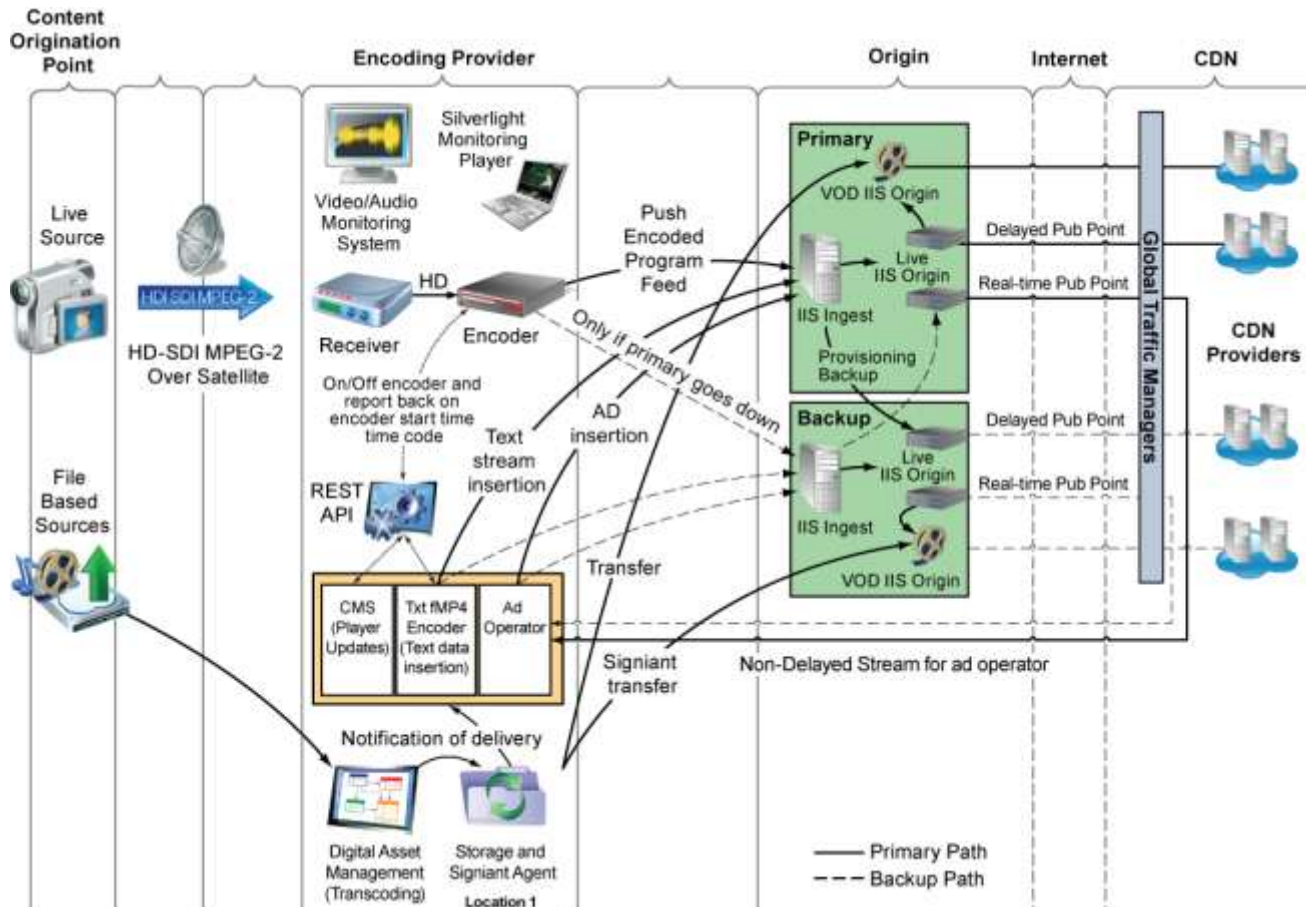 Content
Origination
Point
Encoding Provider
Origin
Internet
CDN
Live
Source
HDI SDI MPEG-2
HD-SDI MPEG-2
Over Satellite
File
Based
Sources
Video/Audio
Monitoring
System
Silverlight
Monitoring
Player
Receiver
HD
Encoder
On/Off encoder and
report back on
encoder start time
time code
REST
API
Text
stream
insertion
AD
insertion
Push
Encoded
Program
Feed
Only if primary goes down
CMS
(Player
Updates)
Txt fMP4
Encoder
(Text data
insertion)
Ad
Operator
Transfer
Signiant
transfer
Notification of delivery
Digital Asset
Management
(Transcoding)
Storage and
Signiant Agent
Location 1
Primary
VOD IIS Origin
Live
IIS Origin
IIS Ingest
Provisioning
Backup
Backup
Live
IIS Origin
IIS Ingest
VOD IIS Origin
Delayed Pub Point
Real-time Pub Point
Delayed Pub Point
Real-time Pub Point
Non-Delayed Stream for ad operator
Global Traffic Managers
CDN
Providers
Primary Path
Backup Path